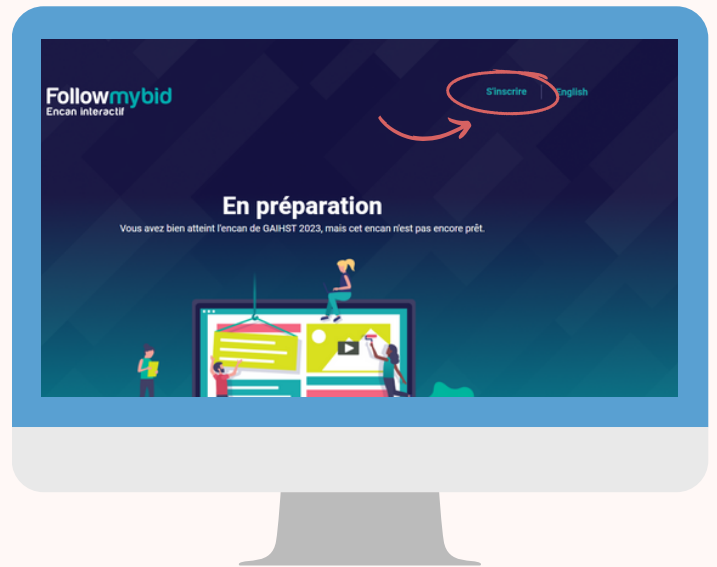 Followmybid
Encan interactif
S'inscrire
English
En préparation
Vous avez bien atteint l'encan de GAIHST 2023, mais cet encan n'est pas encore prêt.